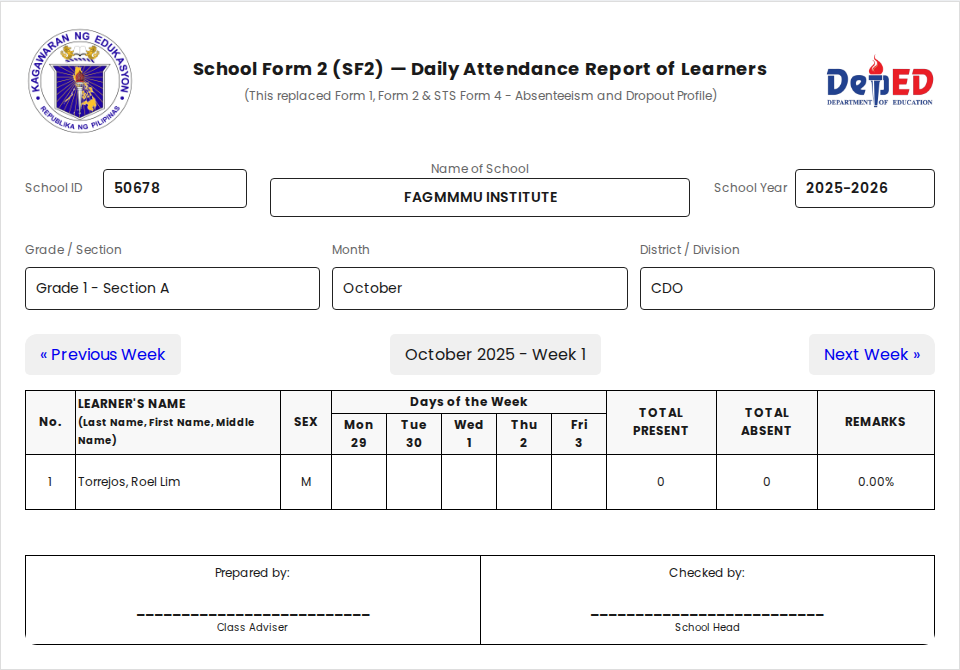 KAGAWARAN NG EDUKASYON
REPUBLIKA NG PILIPINAS
School Form 2 (SF2) — Daily Attendance Report of Learners
(This replaced Form 1, Form 2 & STS Form 4 - Absenteeism and Dropout Profile)
DepED
DEPARTMENT OF EDUCATION
School ID
50678
Name of School
FAGMMMU INSTITUTE
School Year
2025-2026
Grade / Section
Month
District / Division
Grade 1 - Section A
October
CDO
« Previous Week
October 2025 - Week 1
Next Week »
No.
LEARNER'S NAME
(Last Name, First Name, Middle
Name)
SEX
Days of the Week
Mon
29
Tue
30
Wed
1
Thu
2
Fri
3
TOTAL
PRESENT
TOTAL
ABSENT
REMARKS
1
Torrejos, Roel Lim
M
0
0
0.00%
Prepared by:
__________________________
Class Adviser
Checked by:
__________________________
School Head